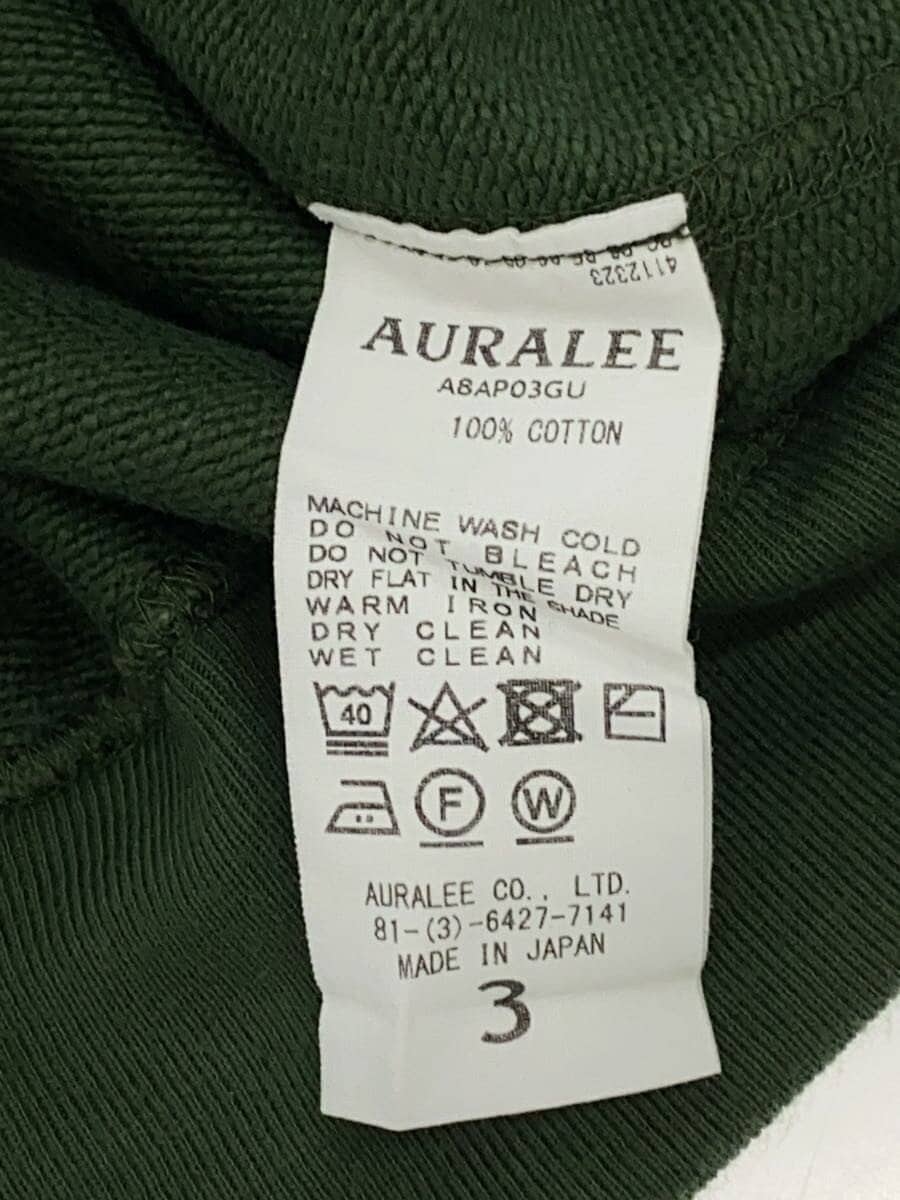 4112323
AURALEE
A8AP03GU
100% COTTON
MACHINE WASH COLD
DO NOT BLEACH
DO NOT TUMBLE DRY
DRY FLAT IN THE SHADE
WARM IRON
DRY CLEAN
WET CLEAN
40
F W
AURALEE CO., LTD.
81-(3)-6427-7141
MADE IN JAPAN
3